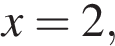 x = 2,